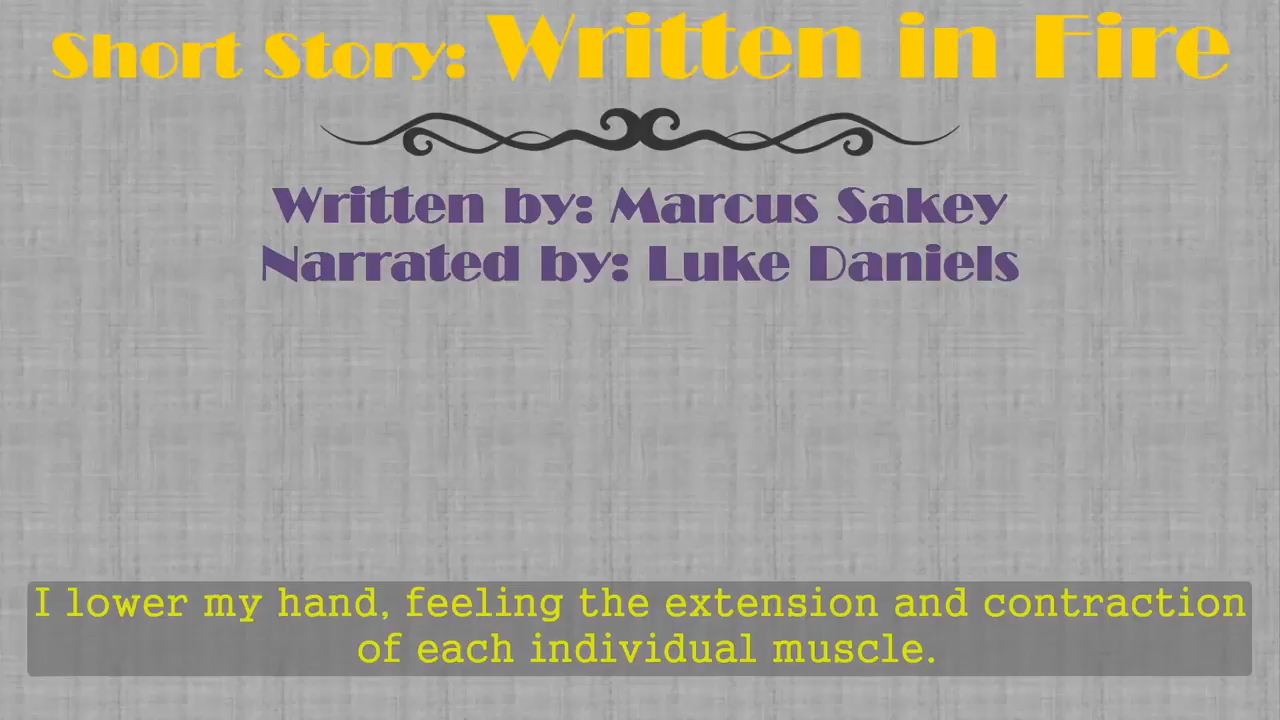 Short Story: Written in Fire
Written by: Marcus Sakey
Narrated by: Luke Daniels
I lower my hand, feeling the extension and contraction
of each individual muscle.